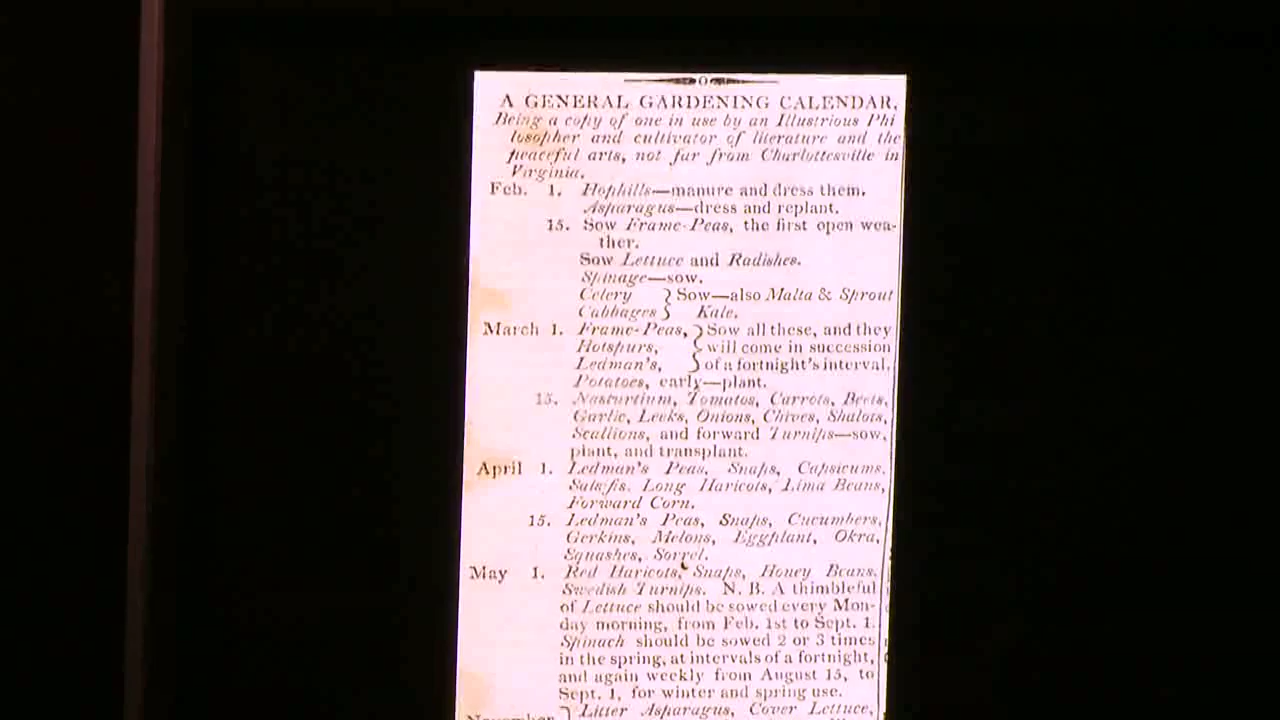 A GENERAL GARDENING CALENDAR,
Being a copy of one in use by an Illustrious Phi
losopher and cultivator of literature and the
peaceful arts, not far from Charlottesville in
Virginia.
Feb. 1. Hophills—manure and dress them.
Asparagus—dress and replant.
15. Sow Frame-Peas, the first open wea-
ther.
Sow Lettuce and Radishes.
Spinage—sow.
Celery } Sow—also Malta & Sprout
Cabbages } Kale.
March 1. Frame-Peas, } Sow all these, and they
Hotspurs, } will come in succession
Ledman's, } of a fortnight's interval.
Potatoes, early—plant.
15. Nasturtium, Tomatos, Carrots, Beets,
Garlic, Leeks, Onions, Chives, Shalots,
Scallions, and forward Turnips—sow,
plant, and transplant.
April 1. Ledman's Peas, Snaps, Capsicums,
Salsfis, Long Haricots, Lima Beans,
Forward Corn.
15. Ledman's Peas, Snaps, Cucumbers,
Gerkins, Melons, Eggplant, Okra,
Squashes, Sorrel.
May 1. Red Haricots, Snaps, Honey Beans,
Swedish Turnips. N. B. A thimbleful
of Lettuce should be sowed every Mon-
day morning, from Feb. 1st to Sept. 1.
Spinach should be sowed 2 or 3 times
in the spring, at intervals of a fortnight,
and again weekly from August 15, to
Sept. 1, for winter and spring use.
November } Litter Asparagus, Cover Lettuce,